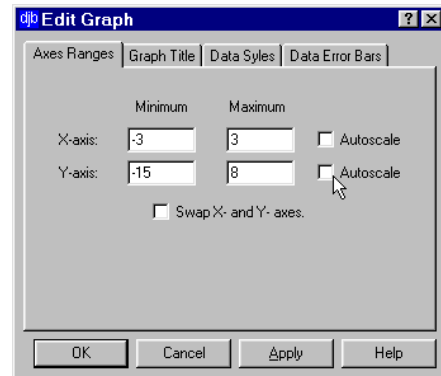 djb Edit Graph
Axes Ranges Graph Title Data Syles Data Error Bars
Minimum Maximum
X-axis: -3 3 Autoscale
Y-axis: -15 8 Autoscale
Swap X- and Y- axes.
OK Cancel Apply Help